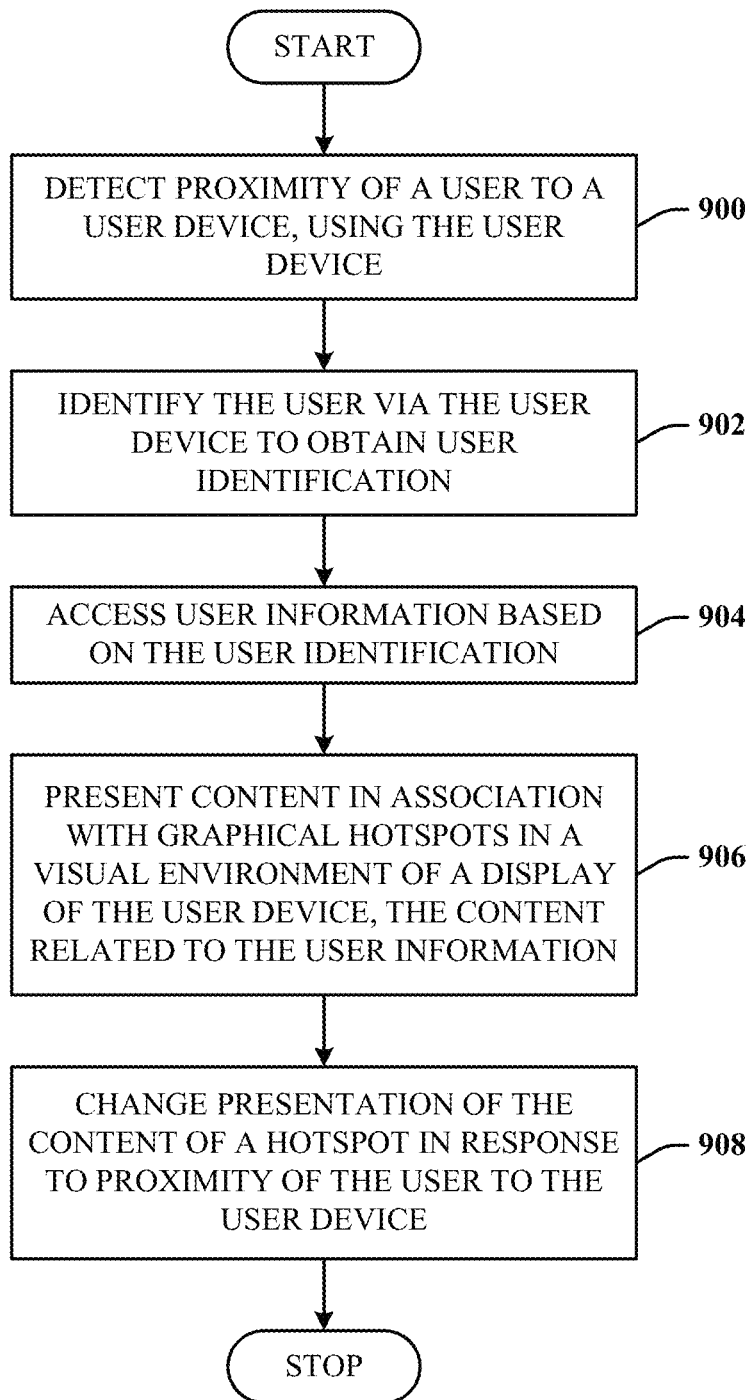 START
DETECT PROXIMITY OF A USER TO A
USER DEVICE, USING THE USER
DEVICE
900
IDENTIFY THE USER VIA THE USER
DEVICE TO OBTAIN USER
IDENTIFICATION
902
ACCESS USER INFORMATION BASED
ON THE USER IDENTIFICATION
904
PRESENT CONTENT IN ASSOCIATION
WITH GRAPHICAL HOTSPOTS IN A
VISUAL ENVIRONMENT OF A DISPLAY
OF THE USER DEVICE, THE CONTENT
RELATED TO THE USER INFORMATION
906
CHANGE PRESENTATION OF THE
CONTENT OF A HOTSPOT IN RESPONSE
TO PROXIMITY OF THE USER TO THE
USER DEVICE
908
STOP